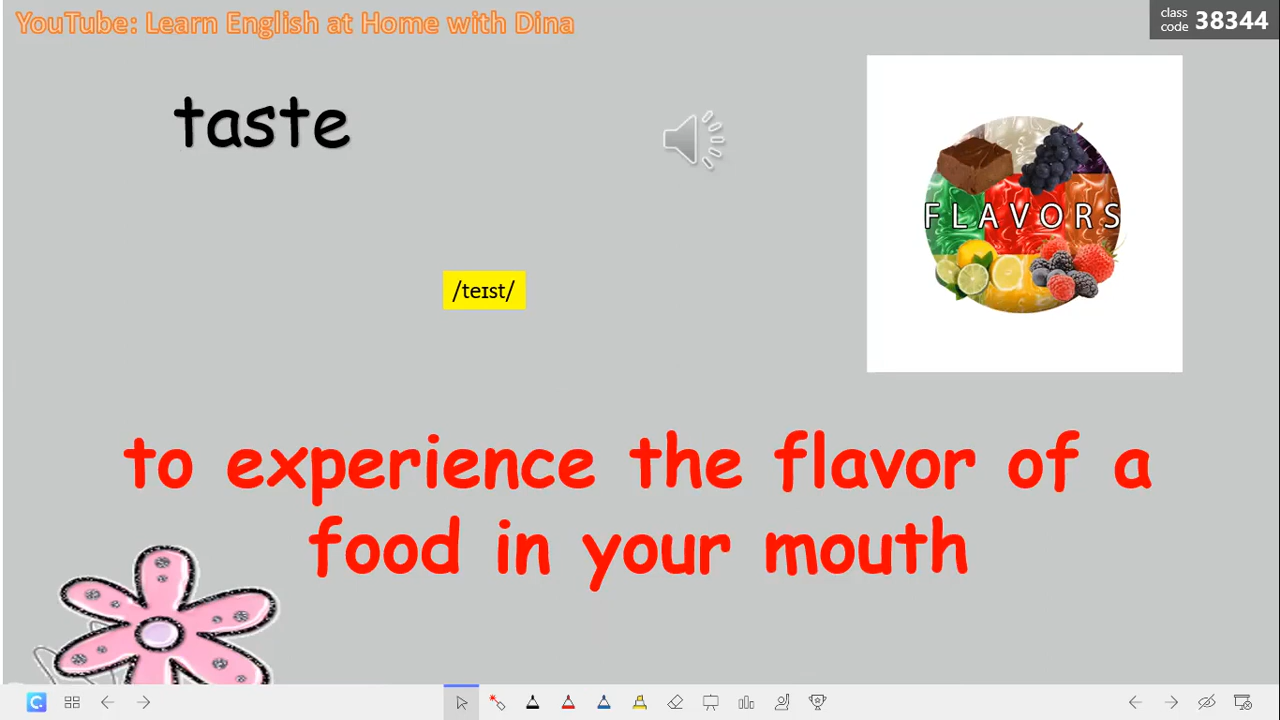 YouTube: Learn English at Home with Dina
class
code 38344
taste
FLAVORS
/teɪst/
to experience the flavor of a
food in your mouth